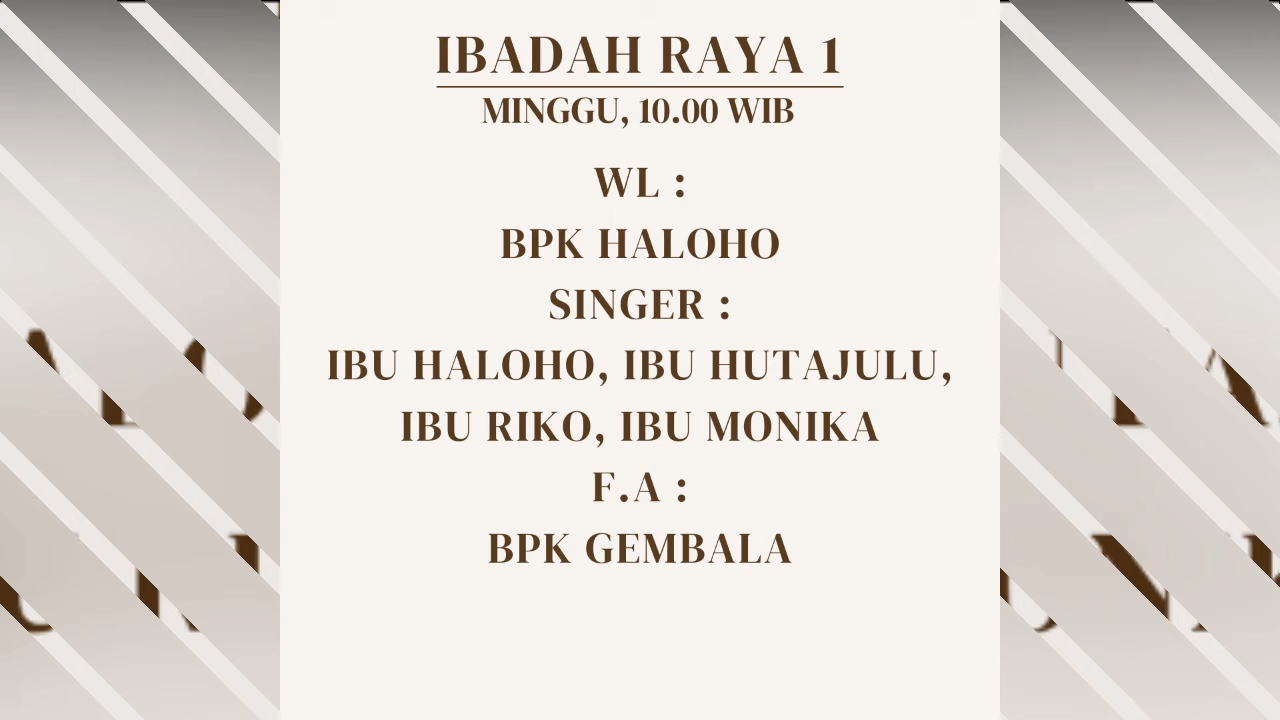 IBADAH RAYA 1
MINGGU, 10.00 WIB
WL :
BPK HALOHO
SINGER :
IBU HALOHO, IBU HUTAJULU,
IBU RIKO, IBU MONIKA
F.A :
BPK GEMBALA